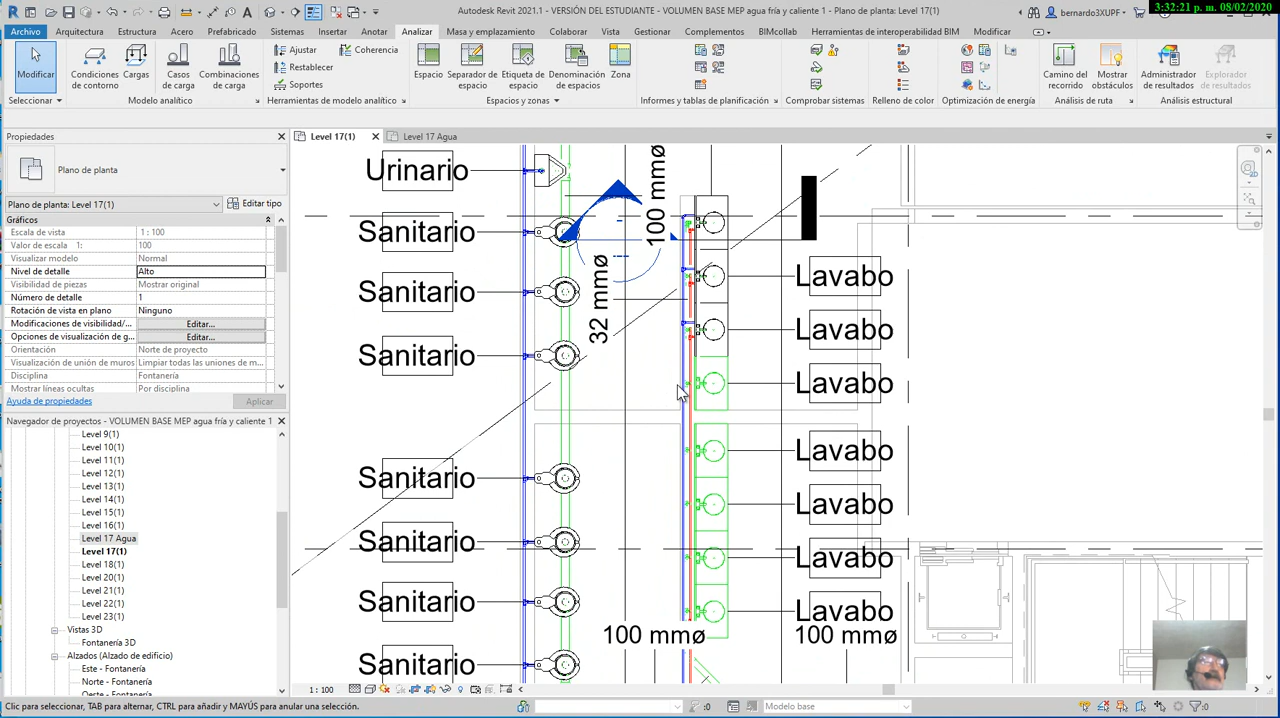 Autodesk Revit 2021.1 - VERSIÓN DEL ESTUDIANTE - VOLUMEN BASE MEP agua fría y caliente 1 - Plano de planta: Level 17(1)
bernardo3XUPF
3:32:21 p. m. 08/02/2020
Archivo Arquitectura Estructura Acero Prefabricado Sistemas Insertar Anotar Analizar Masa y emplazamiento Colaborar Vista Gestionar Complementos BIMcollab Herramientas de interoperabilidad BIM Modificar
Modificar
Condiciones de contorno
Cargas
Casos de carga
Combinaciones de carga
Ajustar
Restablecer
Soportes
Coherencia
Espacio
Separador de espacio
Etiqueta de espacio
Denominación de espacios
Zona
Camino del recorrido
Mostrar obstáculos
Administrador de resultados
Explorador de resultados
Seleccionar
Modelo analítico
Herramientas de modelo analítico
Espacios y zonas
Informes y tablas de planificación
Comprobar sistemas
Relleno de color
Optimización de energía
Análisis de ruta
Análisis estructural
Propiedades
Plano de planta
Plano de planta: Level 17(1)
Editar tipo
Gráficos
Escala de vista 1 : 100
Valor de escala 1: 100
Visualizar modelo Normal
Nivel de detalle Alto
Visibilidad de piezas Mostrar original
Número de detalle 1
Rotación de vista en plano Ninguno
Modificaciones de visibilidad/... Editar...
Opciones de visualización de g... Editar...
Orientación Norte de proyecto
Visualización de unión de muros Limpiar todas las uniones de m...
Disciplina Fontanería
Mostrar líneas ocultas Por disciplina
Ayuda de propiedades
Aplicar
Navegador de proyectos - VOLUMEN BASE MEP agua fría y caliente 1
Level 9(1)
Level 10(1)
Level 11(1)
Level 12(1)
Level 13(1)
Level 14(1)
Level 15(1)
Level 16(1)
Level 17 Agua
Level 17(1)
Level 18(1)
Level 20(1)
Level 21(1)
Level 22(1)
Level 23(1)
Vistas 3D
Fontanería 3D
Alzados (Alzado de edificio)
Este - Fontanería
Norte - Fontanería
Oeste - Fontanería
Level 17(1)
Level 17 Agua
Urinario
Sanitario
Sanitario
Sanitario
Sanitario
Sanitario
Sanitario
Sanitario
100 mmø
32 mmø
Lavabo
Lavabo
Lavabo
Lavabo
Lavabo
Lavabo
Lavabo
100 mmø
100 mmø
1 : 100
Clic para seleccionar, TAB para alternar, CTRL para añadir y MAYÚS para anular una selección.
:0
Modelo base
:0